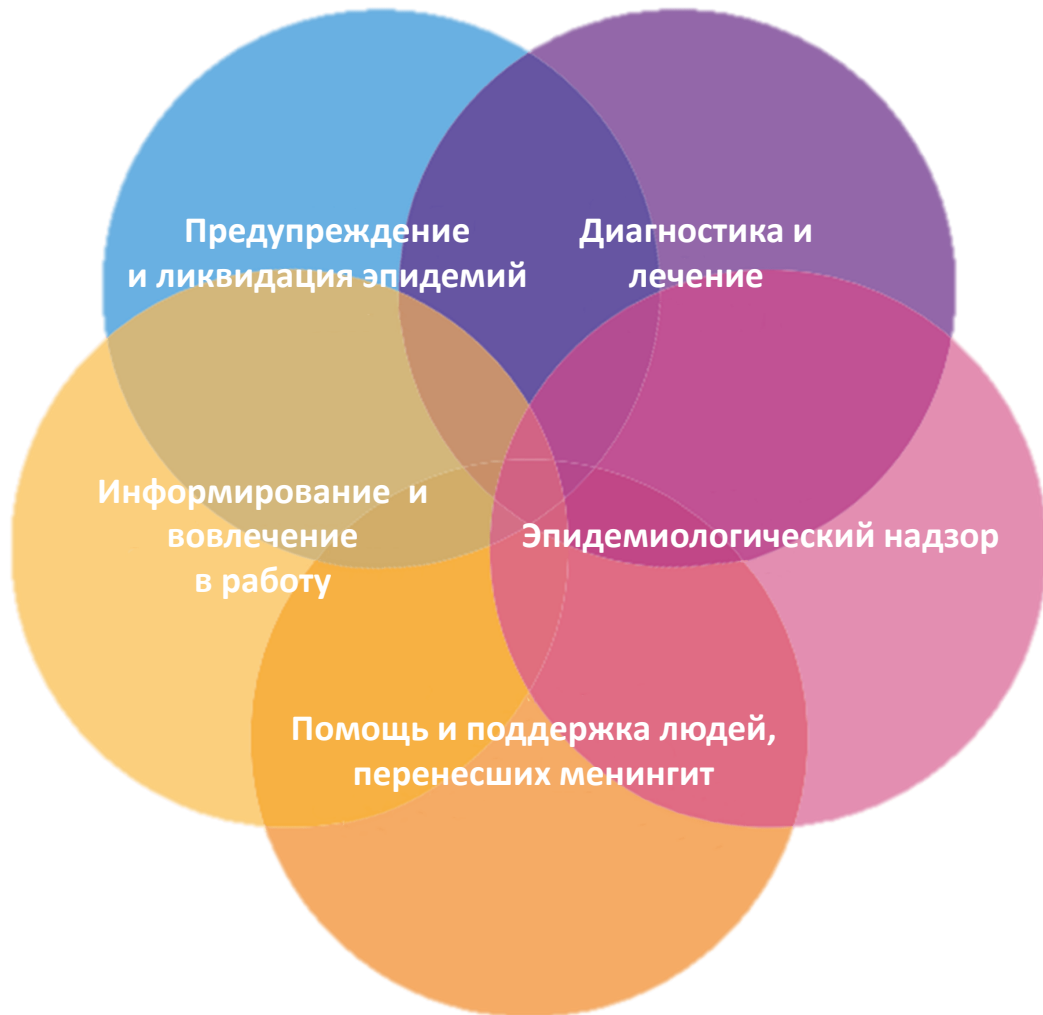 Предупреждение
и ликвидация эпидемий
Диагностика и
лечение
Информирование и
вовлечение
в работу
Эпидемиологический надзор
Помощь и поддержка людей,
перенесших менингит